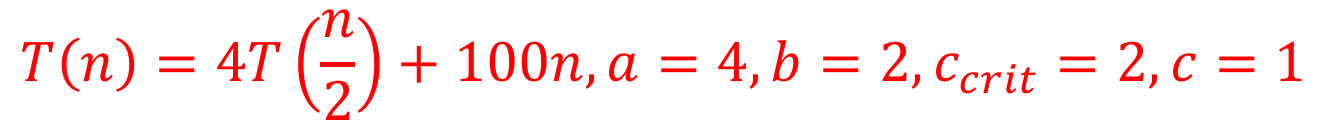 T(n) = 4T(n/2) + 100n, a = 4, b = 2, c_crit = 2, c = 1